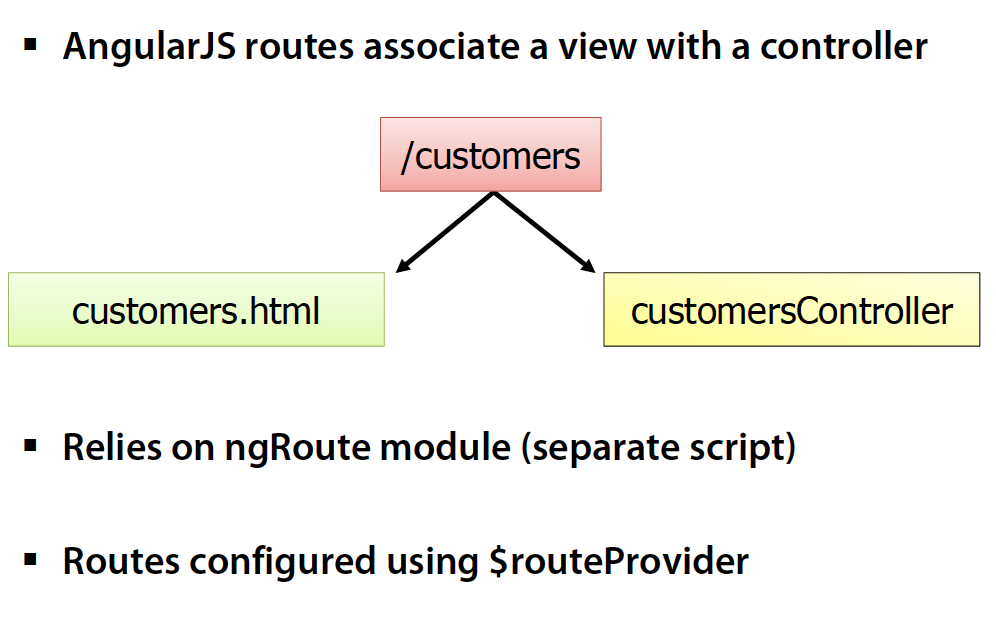 ▪ AngularJS routes associate a view with a controller
/customers
customers.html
customersController
▪ Relies on ngRoute module (separate script)
▪ Routes configured using $routeProvider